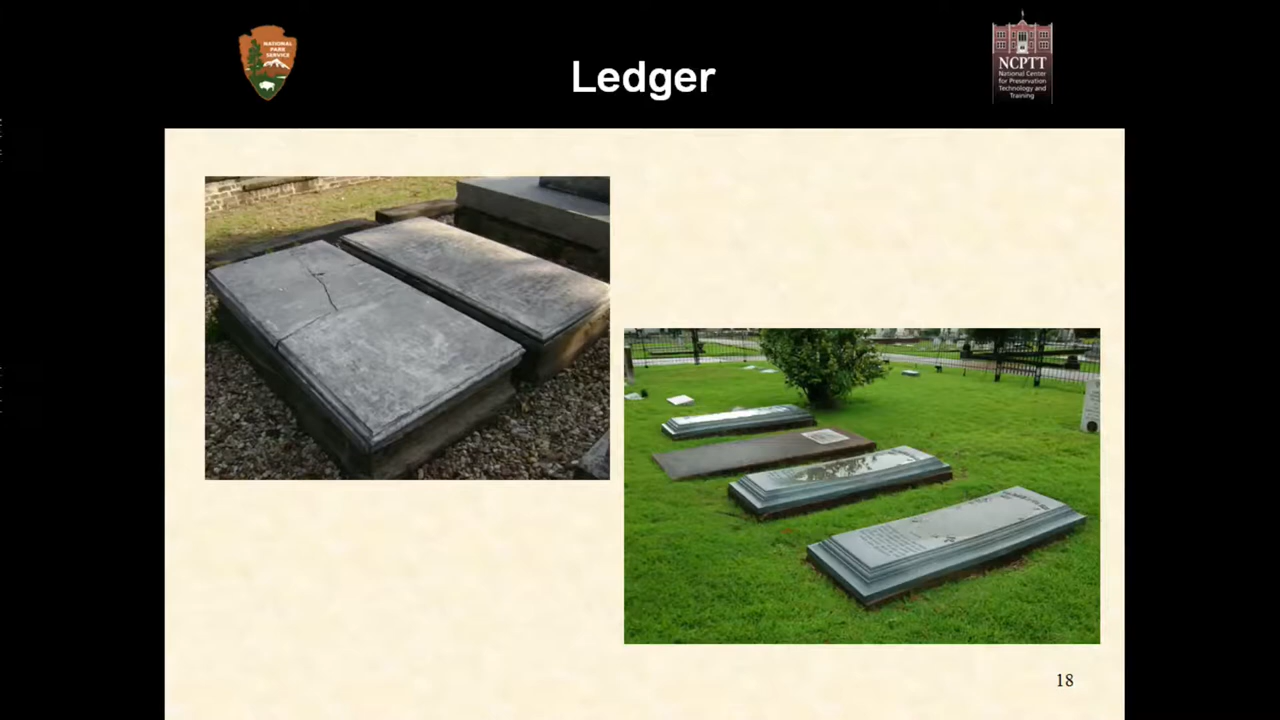 NATIONAL
PARK
SERVICE
Ledger
NCPTT
National Center
for Preservation
Technology and
Training
18